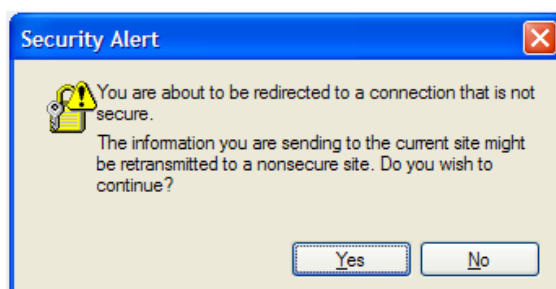 Security Alert
You are about to be redirected to a connection that is not
secure.
The information you are sending to the current site might
be retransmitted to a nonsecure site. Do you wish to
continue?
Yes
No